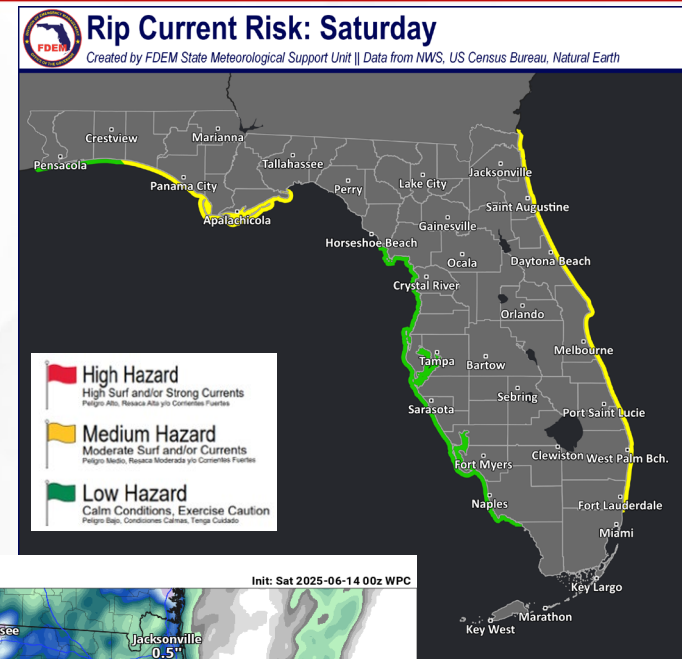 FDEM
Rip Current Risk: Saturday
Created by FDEM State Meteorological Support Unit || Data from NWS, US Census Bureau, Natural Earth
Crestview
Marianna
Pensacola
Tallahassee
Panama City
Perry
Lake City
Jacksonville
Apalachicola
Saint Augustine
Gainesville
Horseshoe Beach
Ocala
Daytona Beach
Crystal River
Orlando
Melbourne
Tampa
Bartow
Sebring
Sarasota
Port Saint Lucie
Clewiston
West Palm Bch.
Fort Myers
Naples
Fort Lauderdale
Miami
Key Largo
Marathon
Key West
High Hazard
High Surf and/or Strong Currents
Peligro Alto, Resaca Alta y/o Corrientes Fuertes
Medium Hazard
Moderate Surf and/or Currents
Peligro Medio, Resaca Moderada y/o Corrientes Fuertes
Low Hazard
Calm Conditions, Exercise Caution
Peligro Bajo, Condiciones Calmas, Tenga Cuidado
Init: Sat 2025-06-14 00z WPC
see
Jacksonville
0.5"